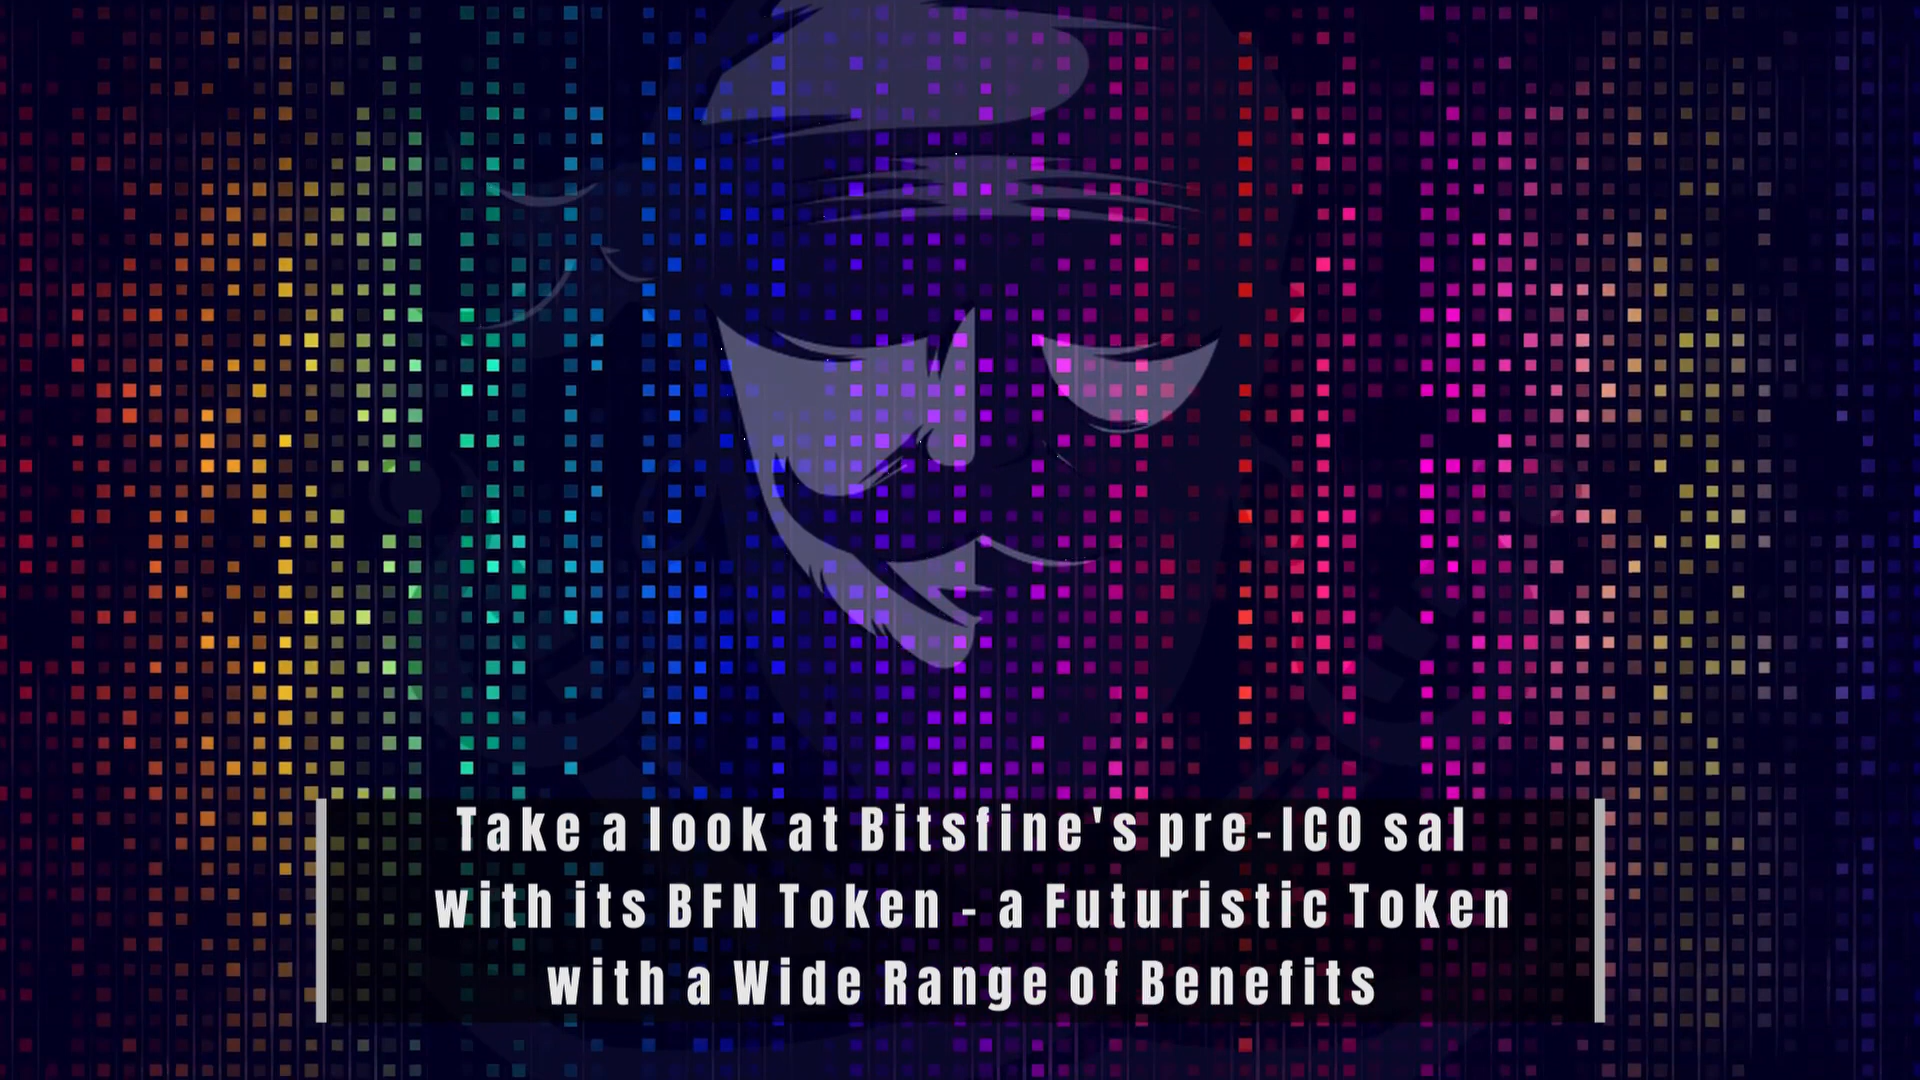 Take a look at Bitsfine's pre-ICO sal
with its BFN Token - a Futuristic Token
with a Wide Range of Benefits